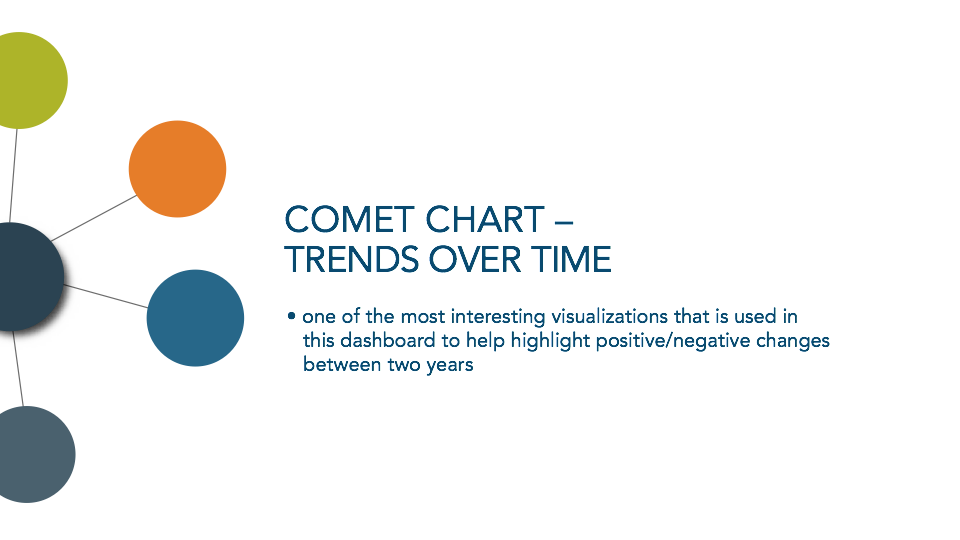 COMET CHART –
TRENDS OVER TIME
• one of the most interesting visualizations that is used in
this dashboard to help highlight positive/negative changes
between two years